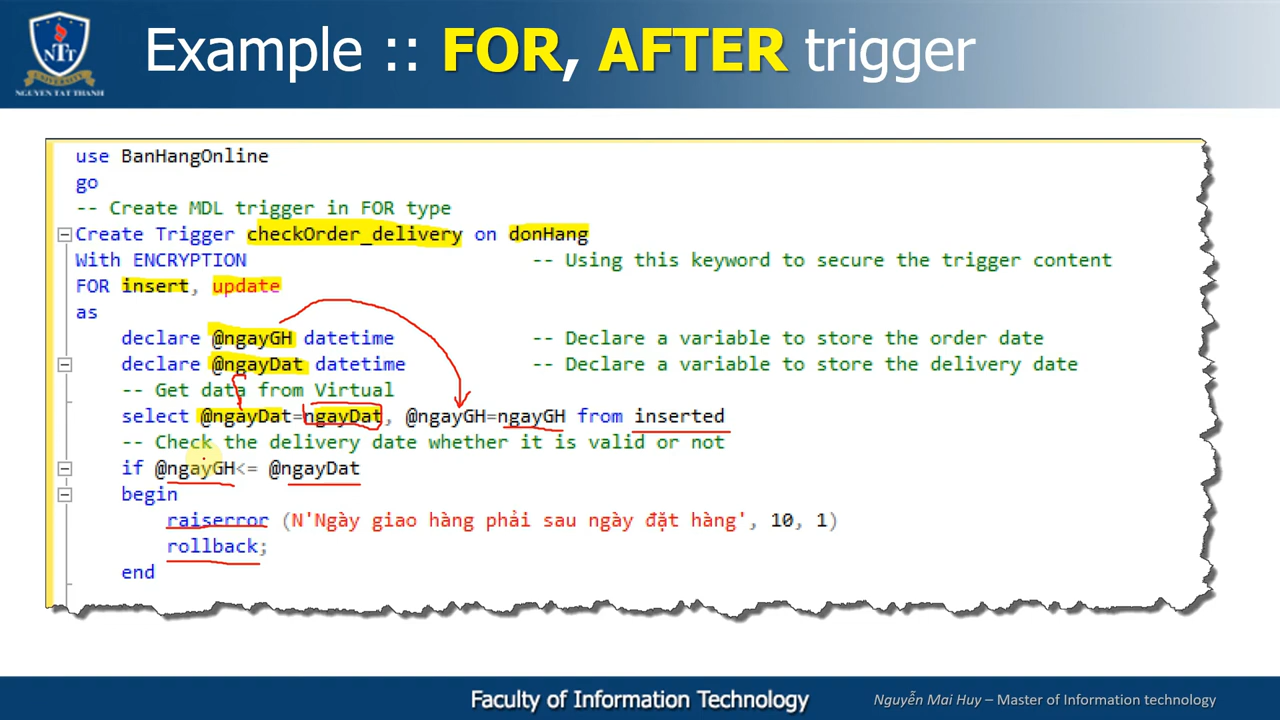 NTT
UNIVERSITY
NGUYEN TAT THANH
Example :: FOR, AFTER trigger
use BanHangOnline
go
-- Create MDL trigger in FOR type
Create Trigger checkOrder_delivery on donHang
With ENCRYPTION -- Using this keyword to secure the trigger content
FOR insert, update
as
declare @ngayGH datetime -- Declare a variable to store the order date
declare @ngayDat datetime -- Declare a variable to store the delivery date
-- Get data from Virtual
select @ngayDat=ngayDat, @ngayGH=ngayGH from inserted
-- Check the delivery date whether it is valid or not
if @ngayGH<= @ngayDat
begin
raiserror (N'Ngày giao hàng phải sau ngày đặt hàng', 10, 1)
rollback;
end
Faculty of Information Technology
Nguyễn Mai Huy – Master of Information technology